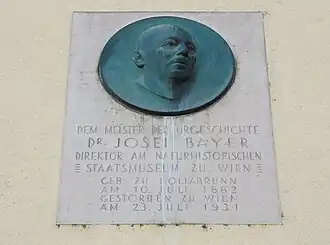 DEM MEISTER DER URGESCHICHTE
DR. JOSEF BAYER
DIREKTOR AM NATURHISTORISCHEN
STAATSMUSEUM ZU WIEN
GEB. ZU HOLLABRUNN
AM 10. JULI 1882
GESTORBEN ZU WIEN
AM 23. JULI 1931